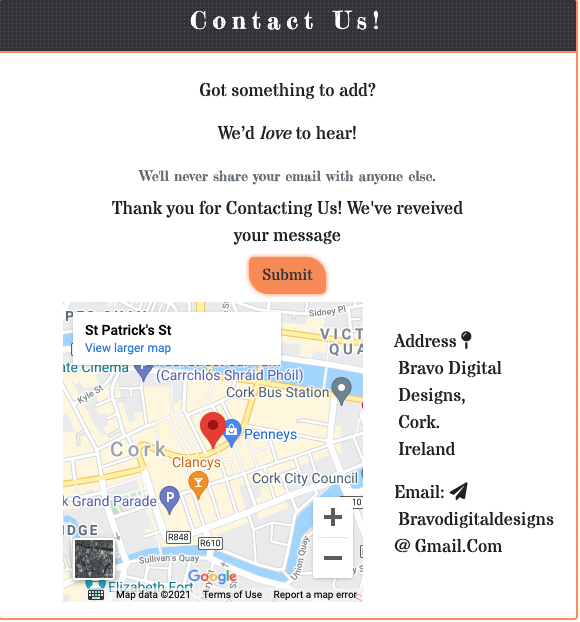 Contact Us!
Got something to add?
We'd love to hear!
We'll never share your email with anyone else.
Thank you for Contacting Us! We've reveived
your message
Submit
St Patrick's St
View larger map
Sidney Pl
VICT
QUA
ate Cinema
(Carrchlós Shráid Phóil)
Kyle St
Cork Bus Station
Cork
Penneys
Clancys
Cork City Council
k Grand Parade
P
R848
R610
10
IDGE
Sullivan's Quay
Union Quay
Elizabeth Fort
Google
Map data ©2021
Terms of Use
Report a map error
Address
Bravo Digital
Designs,
Cork.
Ireland
Email:
Bravodigitaldesigns
@ Gmail.Com